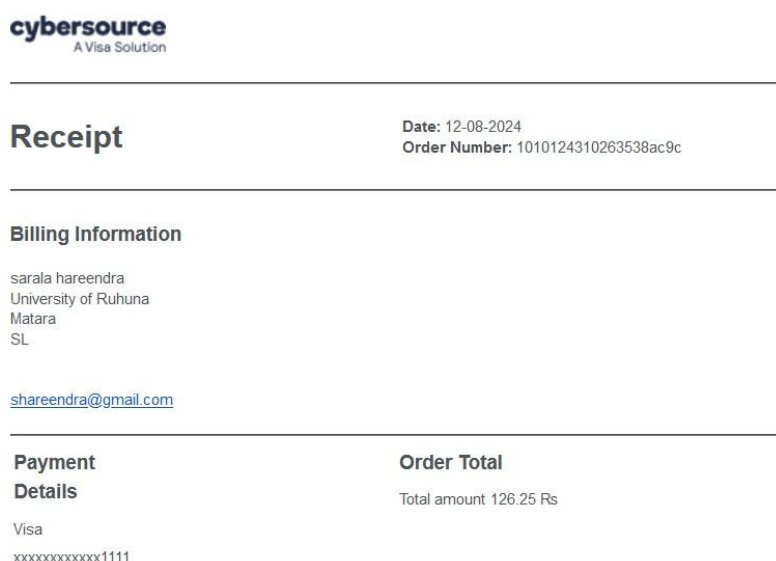 cybersource
A Visa Solution
Receipt
Date: 12-08-2024
Order Number: 1010124310263538ac9c
Billing Information
sarala hareendra
University of Ruhuna
Matara
SL
shareendra@gmail.com
Payment
Details
Visa
xxxxxxxxxxxx1111
Order Total
Total amount 126.25 Rs